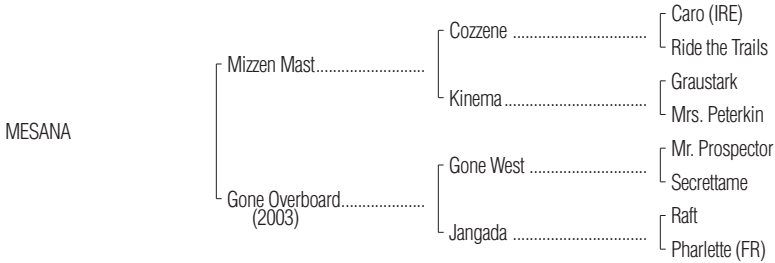 Caro (IRE)
Cozzene ................................
Ride the Trails
Mizzen Mast..........................
Graustark
Kinema..................................
Mrs. Peterkin
MESANA
Mr. Prospector
Gone West .............................
Secrettame
Gone Overboard....................
(2003)
Raft
Jangada ................................
Pharlette (FR)